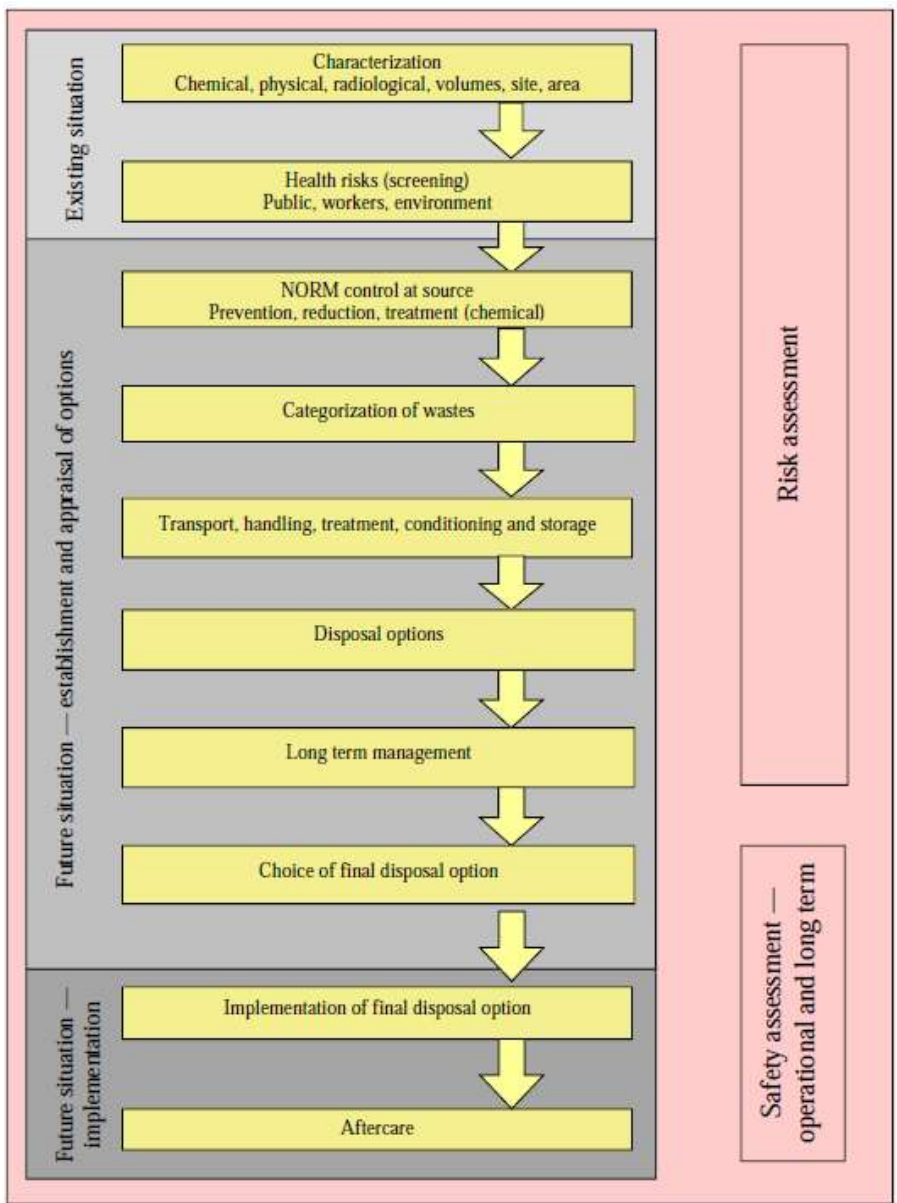 Existing situation
Characterization
Chemical, physical, radiological, volumes, site, area
Health risks (screening)
Public, workers, environment
Future situation — establishment and appraisal of options
NORM control at source
Prevention, reduction, treatment (chemical)
Categorization of wastes
Transport, handling, treatment, conditioning and storage
Disposal options
Long term management
Choice of final disposal option
Future situation —
implementation
Implementation of final disposal option
Aftercare
Risk assessment
Safety assessment —
operational and long term